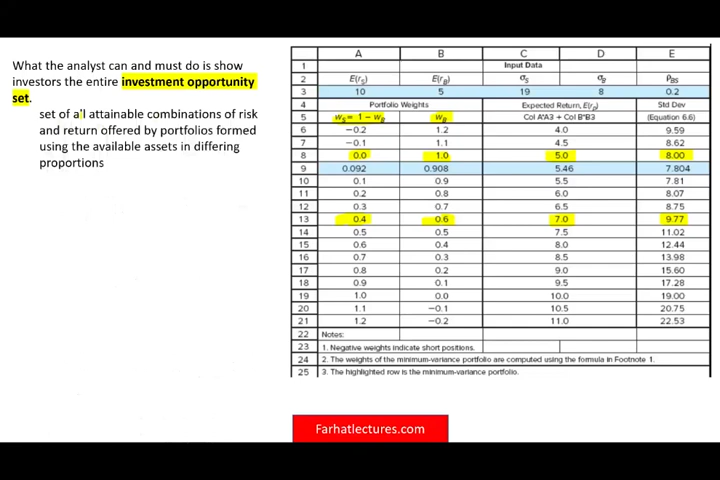 What the analyst can and must do is show
investors the entire investment opportunity
set.
set of all attainable combinations of risk
and return offered by portfolios formed
using the available assets in differing
proportions
A B C D E
1 Input Data
2 E(rS) E(rB) σS σB ρBS
3 10 5 19 8 0.2
4 Portfolio Weights Expected Return, E(rp) Std Dev
5 wS = 1 − wB wB Col A*A3 + Col B*B3 (Equation 6.6)
6 −0.2 1.2 4.0 9.59
7 −0.1 1.1 4.5 8.62
8 0.0 1.0 5.0 8.00
9 0.092 0.908 5.46 7.804
10 0.1 0.9 5.5 7.81
11 0.2 0.8 6.0 8.07
12 0.3 0.7 6.5 8.75
13 0.4 0.6 7.0 9.77
14 0.5 0.5 7.5 11.02
15 0.6 0.4 8.0 12.44
16 0.7 0.3 8.5 13.98
17 0.8 0.2 9.0 15.60
18 0.9 0.1 9.5 17.28
19 1.0 0.0 10.0 19.00
20 1.1 −0.1 10.5 20.75
21 1.2 −0.2 11.0 22.53
22 Notes:
23 1. Negative weights indicate short positions.
24 2. The weights of the minimum-variance portfolio are computed using the formula in Footnote 1.
25 3. The highlighted row is the minimum-variance portfolio.
Farhatlectures.com